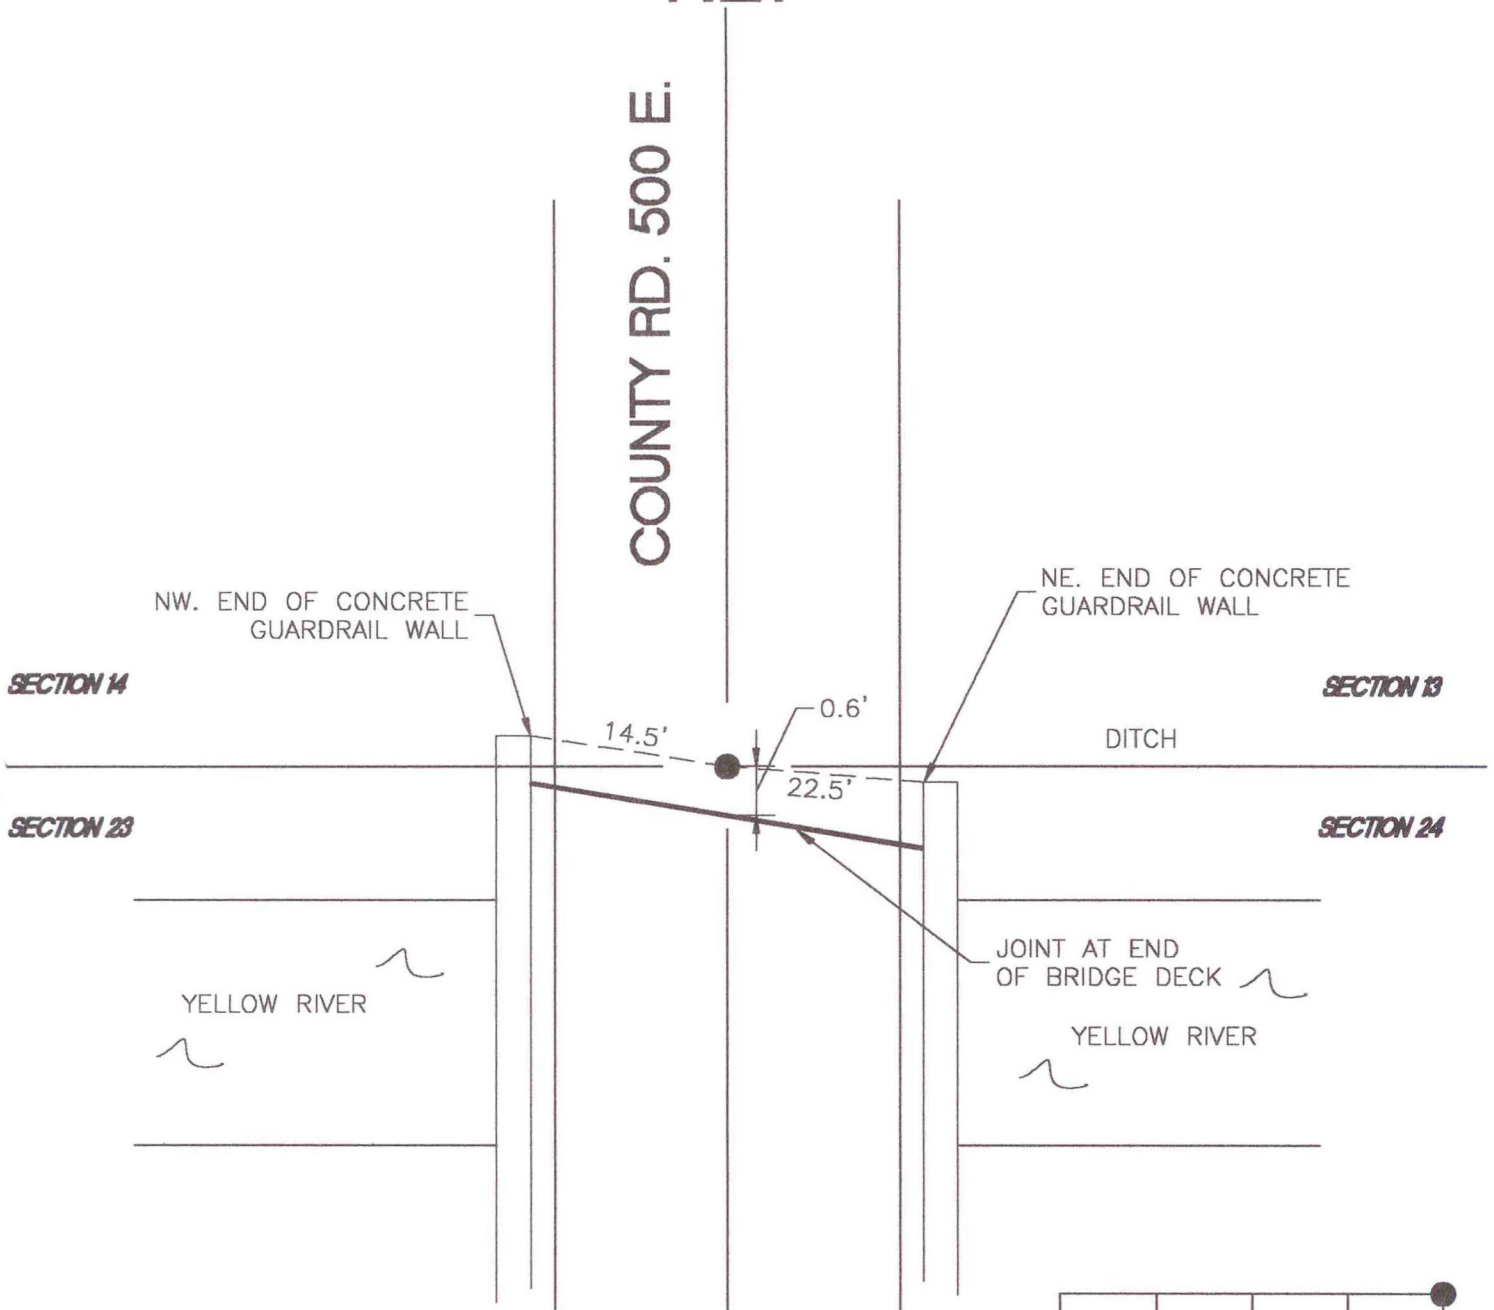 COUNTY RD. 500 E.
NW. END OF CONCRETE
GUARDRAIL WALL
NE. END OF CONCRETE
GUARDRAIL WALL
SECTION 14
SECTION 13
14.5'
0.6'
DITCH
22.5'
SECTION 23
SECTION 24
JOINT AT END
OF BRIDGE DECK
YELLOW RIVER
YELLOW RIVER